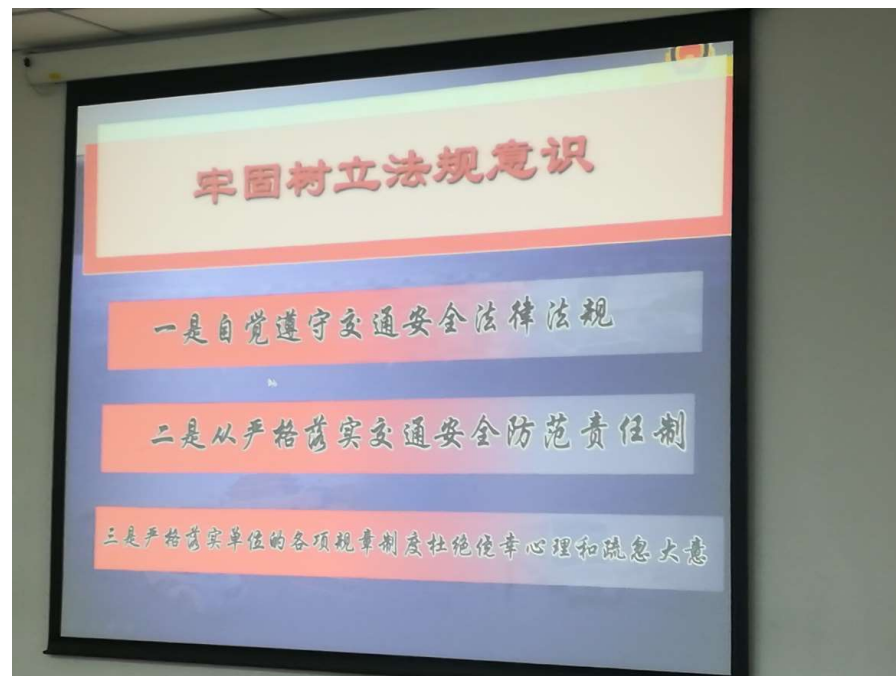 牢固树立法规意识
一是自觉遵守交通安全法律法规
二是从严格落实交通安全防范责任制
三是严格落实单位的各项规章制度杜绝侥幸心理和疏忽大意